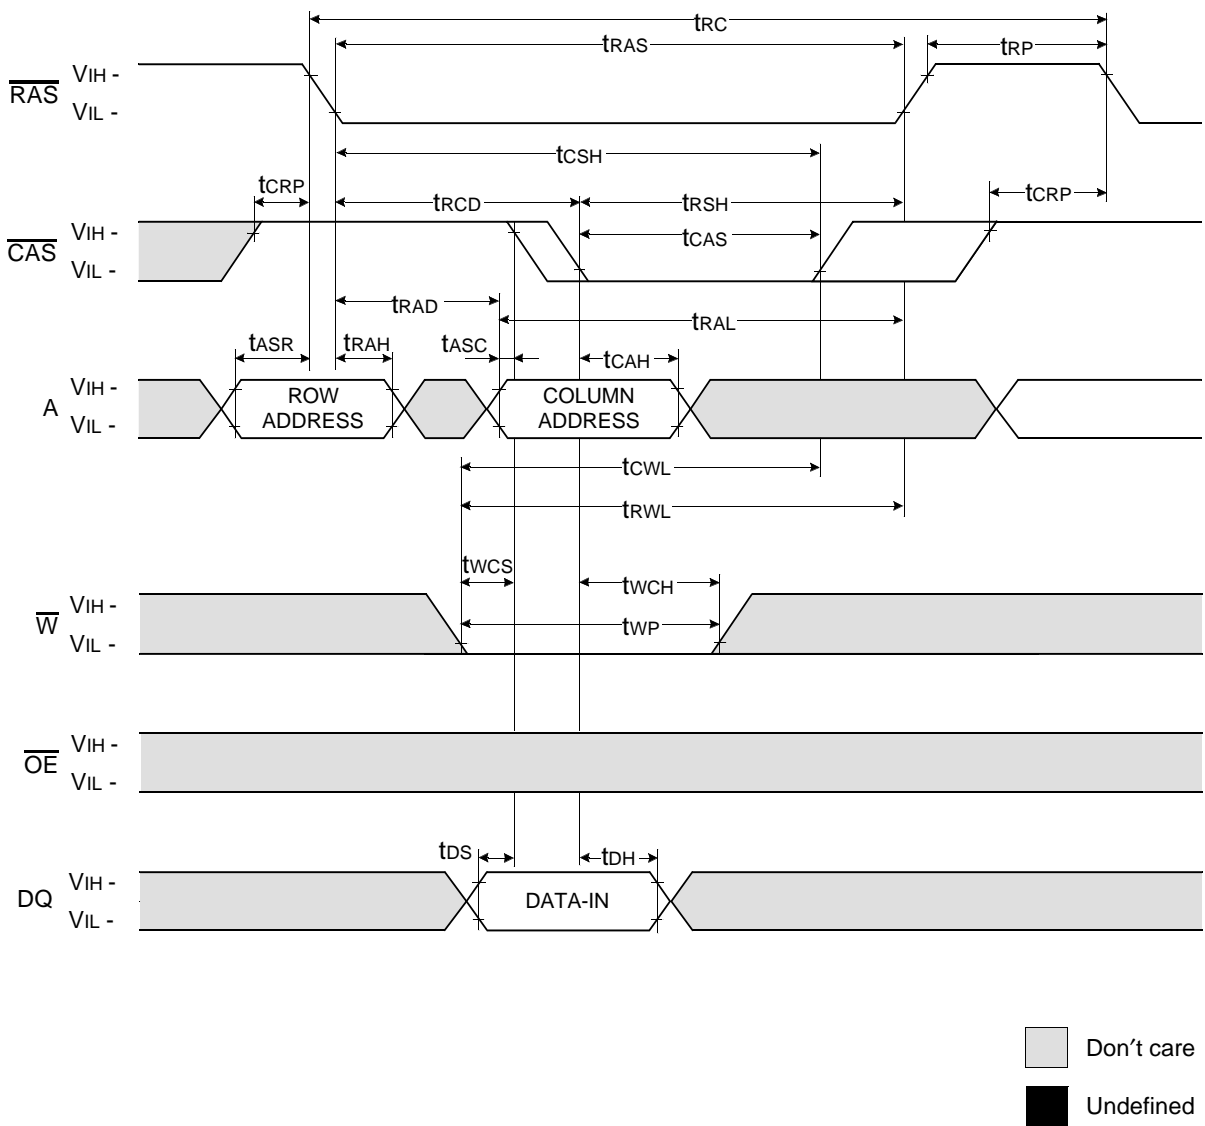 tRC
tRAS
tRP
RAS
VIH -
VIL -
tCSH
tCRP
tRCD
tRSH
tCRP
CAS
VIH -
VIL -
tCAS
tRAD
tRAL
tASR
tRAH
tASC
tCAH
A
VIH -
VIL -
ROW
ADDRESS
COLUMN
ADDRESS
tCWL
tRWL
tWCS
tWCH
tWP
W
VIH -
VIL -
OE
VIH -
VIL -
tDS
tDH
DQ
VIH -
VIL -
DATA-IN
Don′t care
Undefined